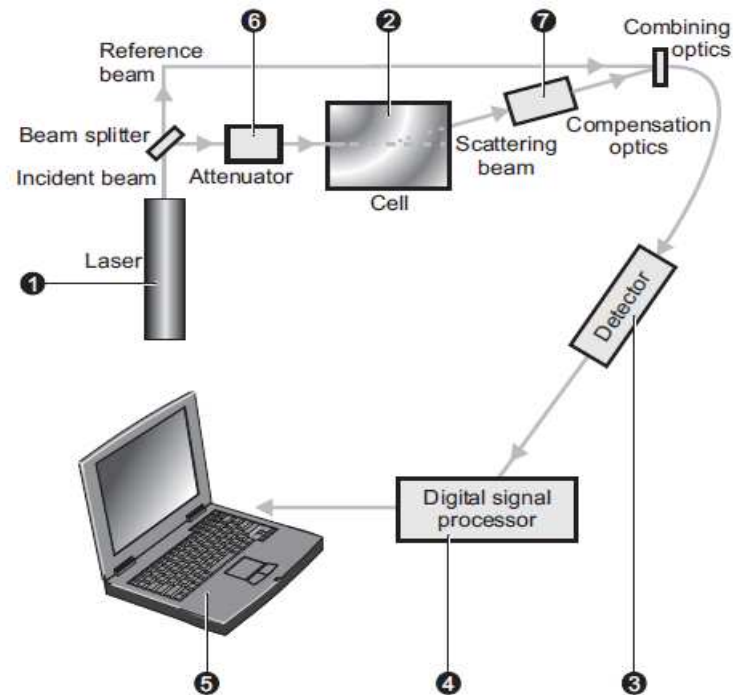 6
2
7
Combining
optics
Reference
beam
Beam splitter
Incident beam
Attenuator
Cell
Scattering
beam
Compensation
optics
Laser
1
Detector
3
Digital signal
processor
5
4